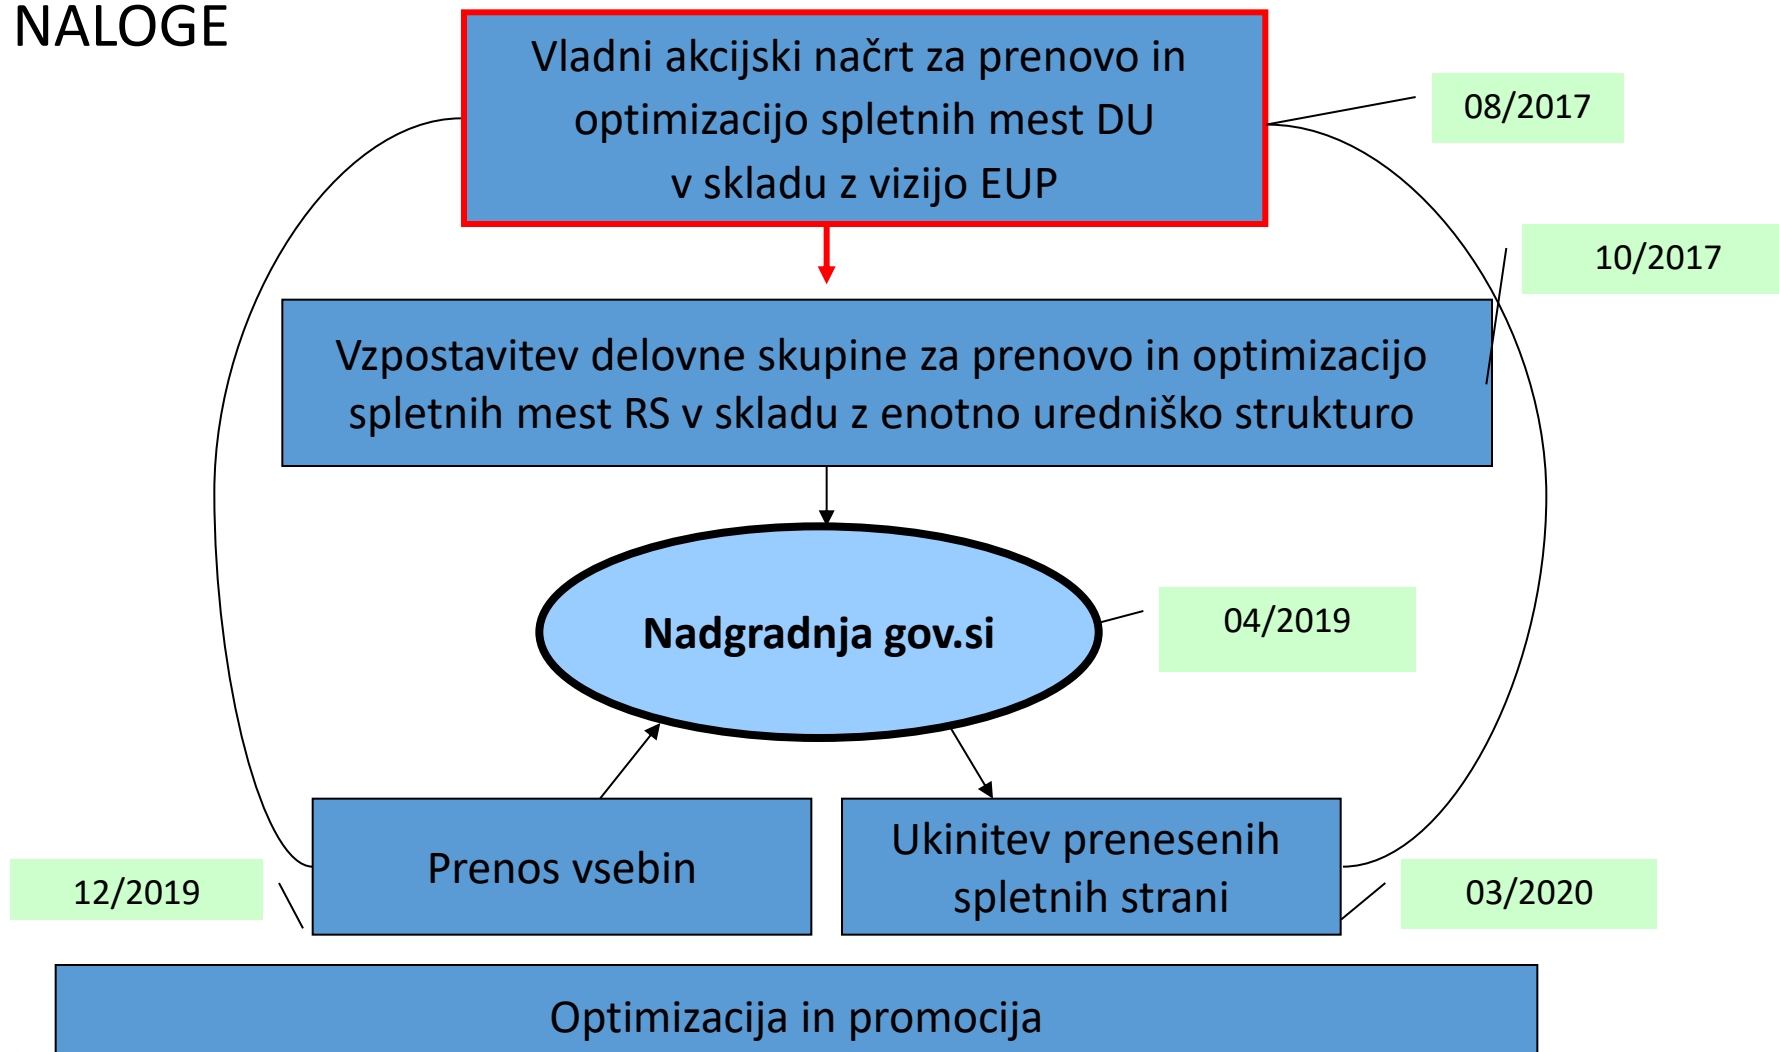 NALOGE
Vladni akcijski načrt za prenovo in
optimizacijo spletnih mest DU
v skladu z vizijo EUP
08/2017
10/2017
Vzpostavitev delovne skupine za prenovo in optimizacijo
spletnih mest RS v skladu z enotno uredniško strukturo
Nadgradnja gov.si
04/2019
Prenos vsebin
12/2019
Ukinitev prenesenih
spletnih strani
03/2020
Optimizacija in promocija